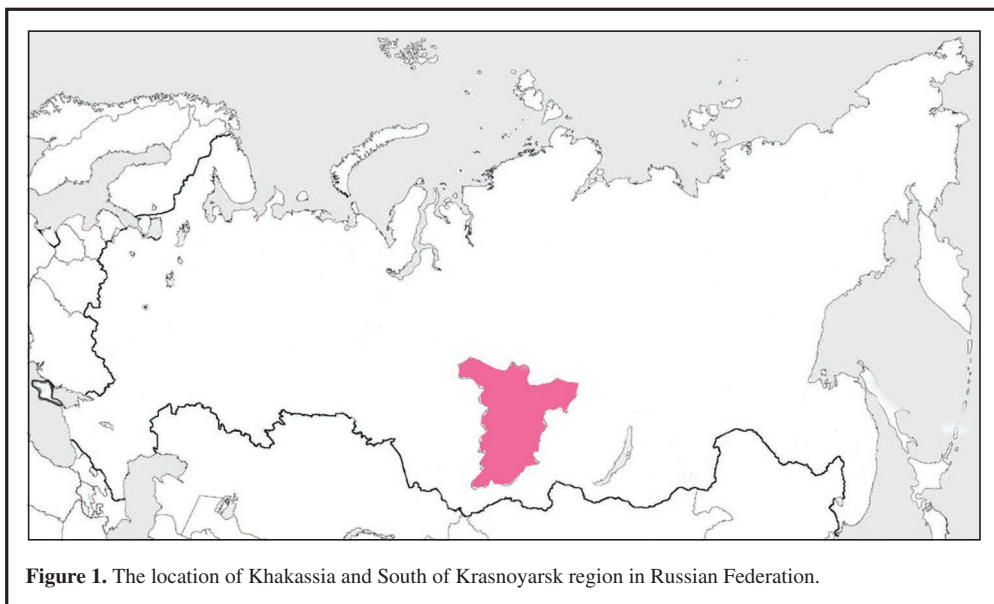 Figure 1. The location of Khakassia and South of Krasnoyarsk region in Russian Federation.